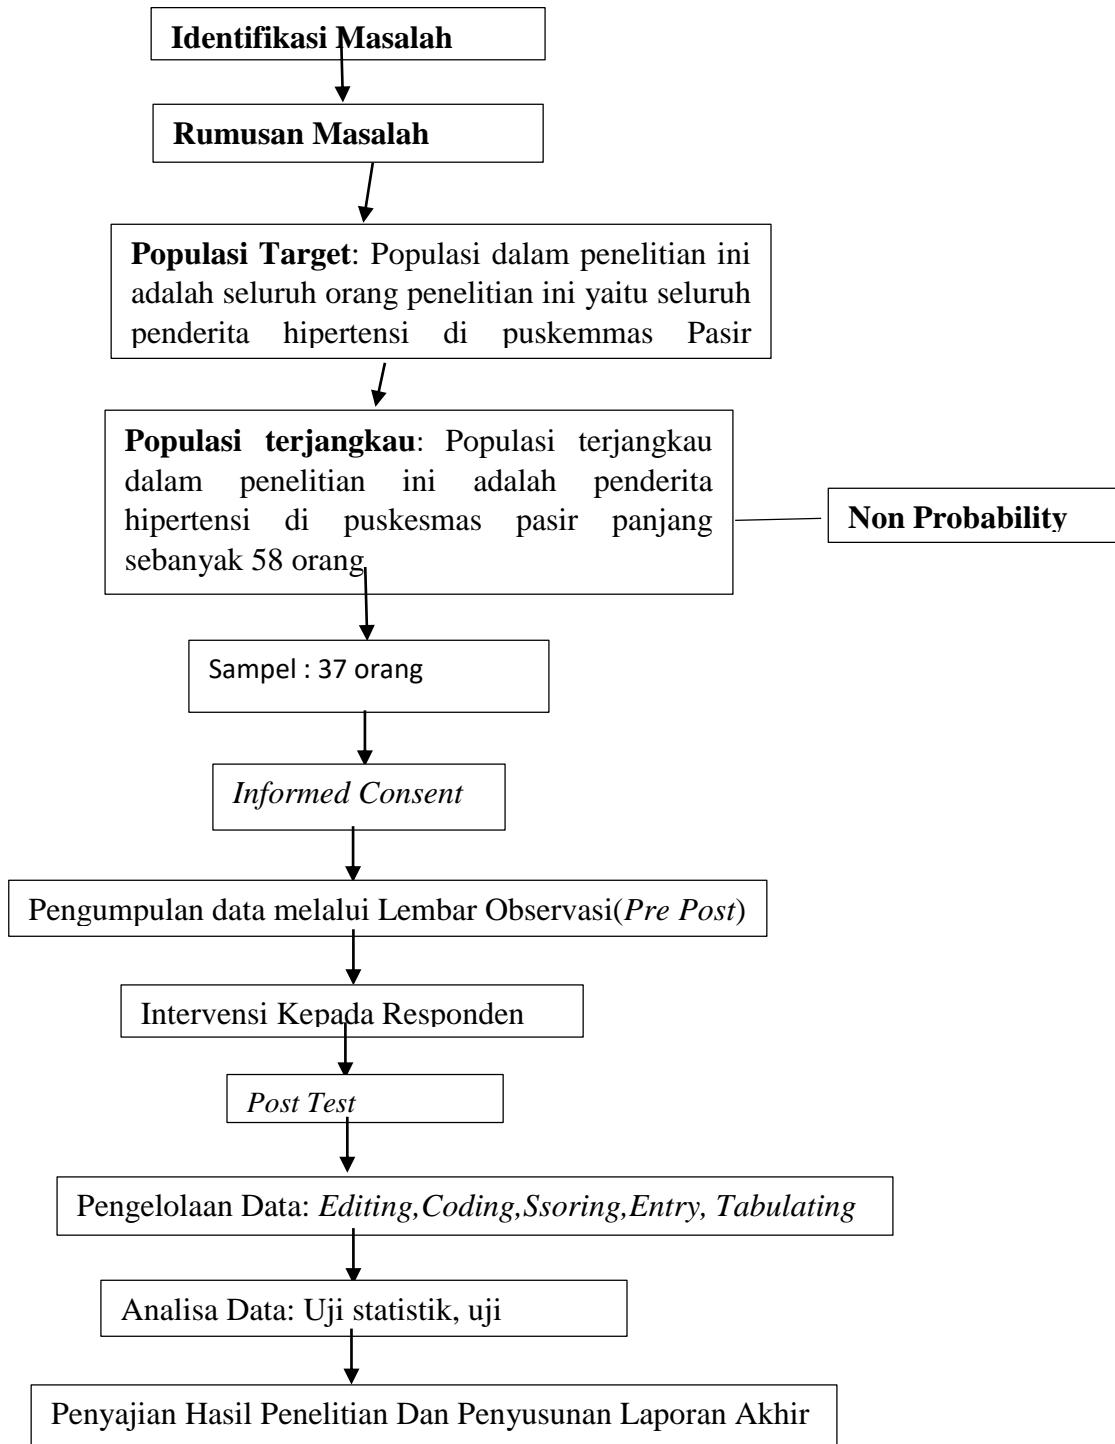 Identifikasi Masalah
Rumusan Masalah
Populasi Target: Populasi dalam penelitian ini
adalah seluruh orang penelitian ini yaitu seluruh
penderita hipertensi di puskemmas Pasir
Populasi terjangkau: Populasi terjangkau
dalam penelitian ini adalah penderita
hipertensi di puskesmas pasir panjang
sebanyak 58 orang
Non Probability
Sampel : 37 orang
Informed Consent
Pengumpulan data melalui Lembar Observasi(Pre Post)
Intervensi Kepada Responden
Post Test
Pengelolaan Data: Editing,Coding,Ssoring,Entry, Tabulating
Analisa Data: Uji statistik, uji
Penyajian Hasil Penelitian Dan Penyusunan Laporan Akhir